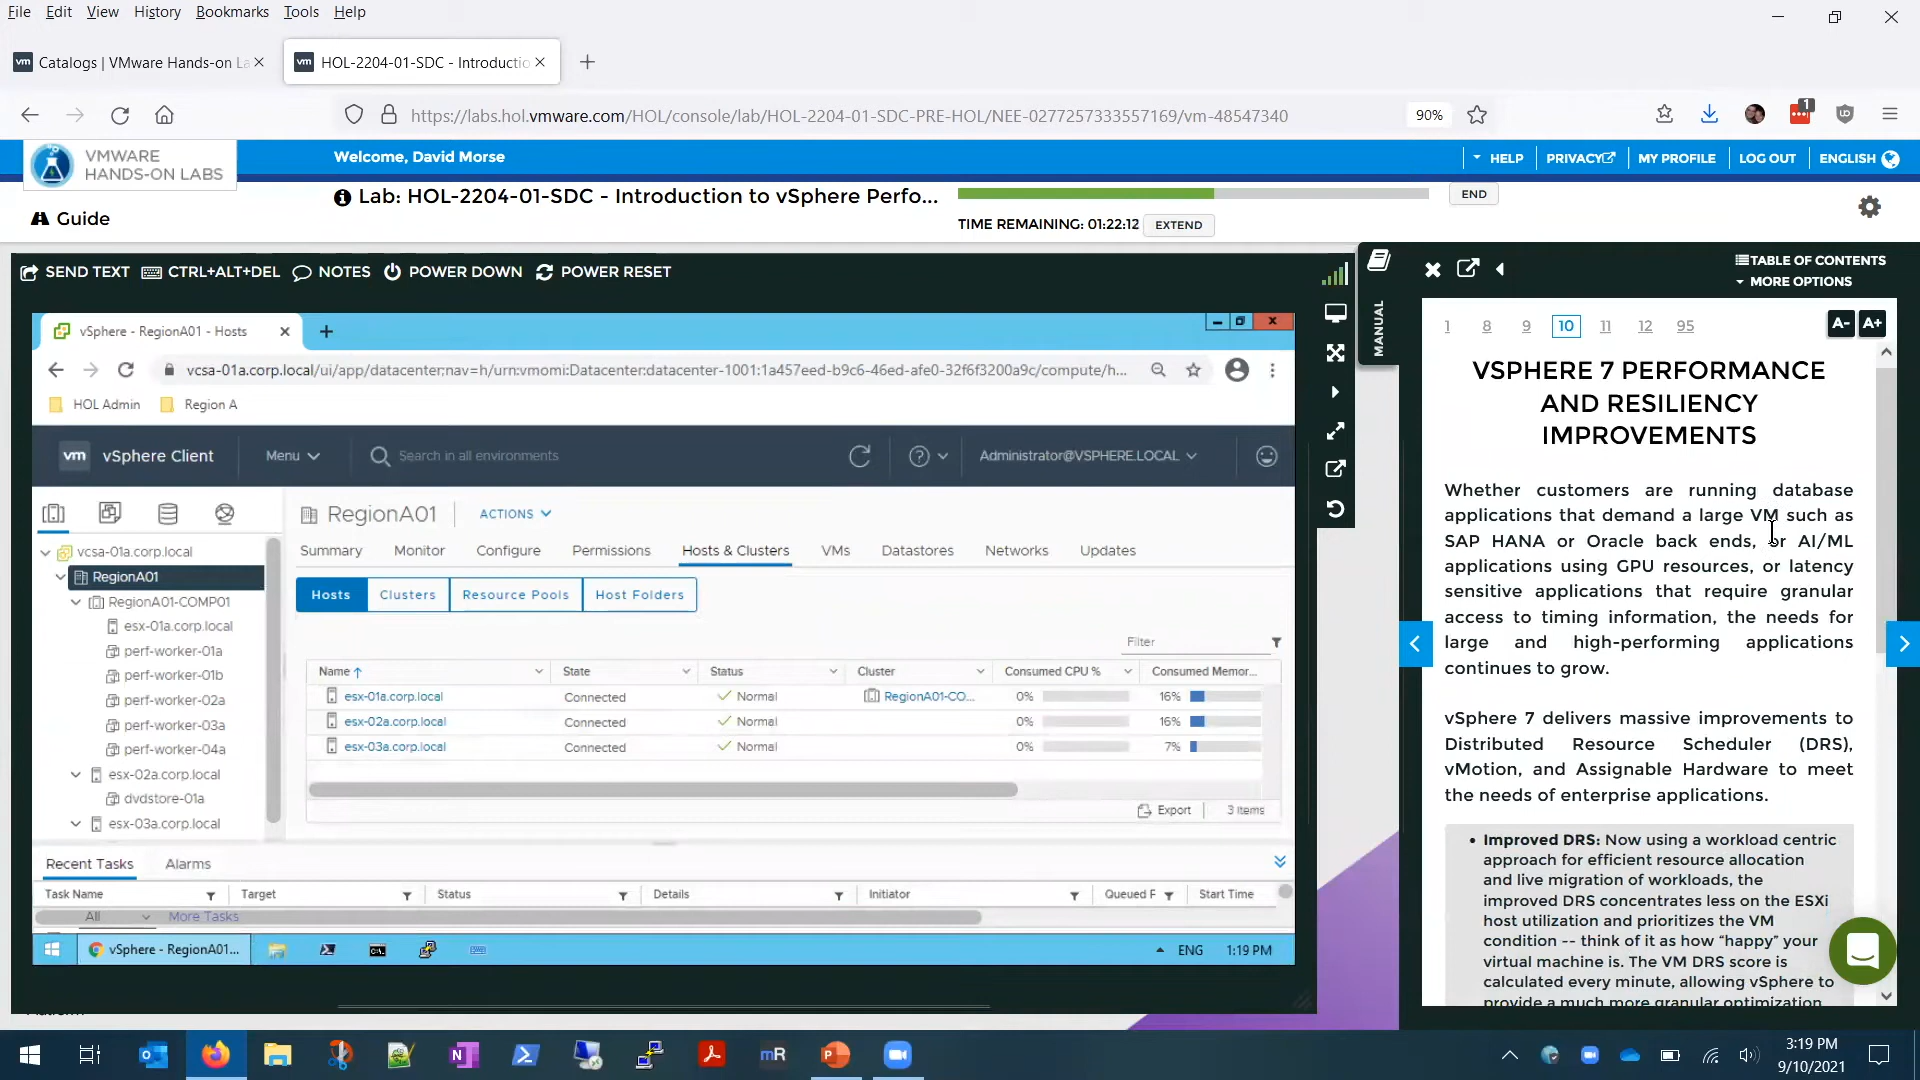 File Edit View History Bookmarks Tools Help
Catalogs | VMware Hands-on La
HOL-2204-01-SDC - Introductio
https://labs.hol.vmware.com/HOL/console/lab/HOL-2204-01-SDC-PRE-HOL/NEE-0277257333557169/vm-48547340
90%
1
VMWARE
HANDS-ON LABS
Welcome, David Morse
HELP PRIVACY MY PROFILE LOG OUT ENGLISH
Lab: HOL-2204-01-SDC - Introduction to vSphere Perfo...
END
Guide
TIME REMAINING: 01:22:12 EXTEND
SEND TEXT CTRL+ALT+DEL NOTES POWER DOWN POWER RESET
vSphere - RegionA01 - Hosts
vcsa-01a.corp.local/ui/app/datacenter;nav=h/urn:vmomi:Datacenter:datacenter-1001:1a457eed-b9c6-46ed-afe0-32f6f3200a9c/compute/h...
HOL Admin Region A
vm vSphere Client Menu Search in all environments Administrator@VSPHERE.LOCAL
vcsa-01a.corp.local
RegionA01
RegionA01-COMP01
esx-01a.corp.local
perf-worker-01a
perf-worker-01b
perf-worker-02a
perf-worker-03a
perf-worker-04a
esx-02a.corp.local
dvdstore-01a
esx-03a.corp.local
RegionA01 ACTIONS
Summary Monitor Configure Permissions Hosts & Clusters VMs Datastores Networks Updates
Hosts Clusters Resource Pools Host Folders
Filter
Name State Status Cluster Consumed CPU % Consumed Memor...
esx-01a.corp.local Connected Normal RegionA01-CO... 0% 16%
esx-02a.corp.local Connected Normal 0% 16%
esx-03a.corp.local Connected Normal 0% 7%
Export 3 items
Recent Tasks Alarms
Task Name Target Status Details Initiator Queued F Start Time
All More Tasks
vSphere - RegionA01... ENG 1:19 PM
MANUAL
TABLE OF CONTENTS
MORE OPTIONS
1 8 9 10 11 12 95 A- A+
VSPHERE 7 PERFORMANCE
AND RESILIENCY
IMPROVEMENTS
Whether customers are running database
applications that demand a large VM such as
SAP HANA or Oracle back ends, or AI/ML
applications using GPU resources, or latency
sensitive applications that require granular
access to timing information, the needs for
large and high-performing applications
continues to grow.
vSphere 7 delivers massive improvements to
Distributed Resource Scheduler (DRS),
vMotion, and Assignable Hardware to meet
the needs of enterprise applications.
• Improved DRS: Now using a workload centric
approach for efficient resource allocation
and live migration of workloads, the
improved DRS concentrates less on the ESXi
host utilization and prioritizes the VM
condition -- think of it as how “happy” your
virtual machine is. The VM DRS score is
calculated every minute, allowing vSphere to
provide a much more granular optimization
3:19 PM
9/10/2021